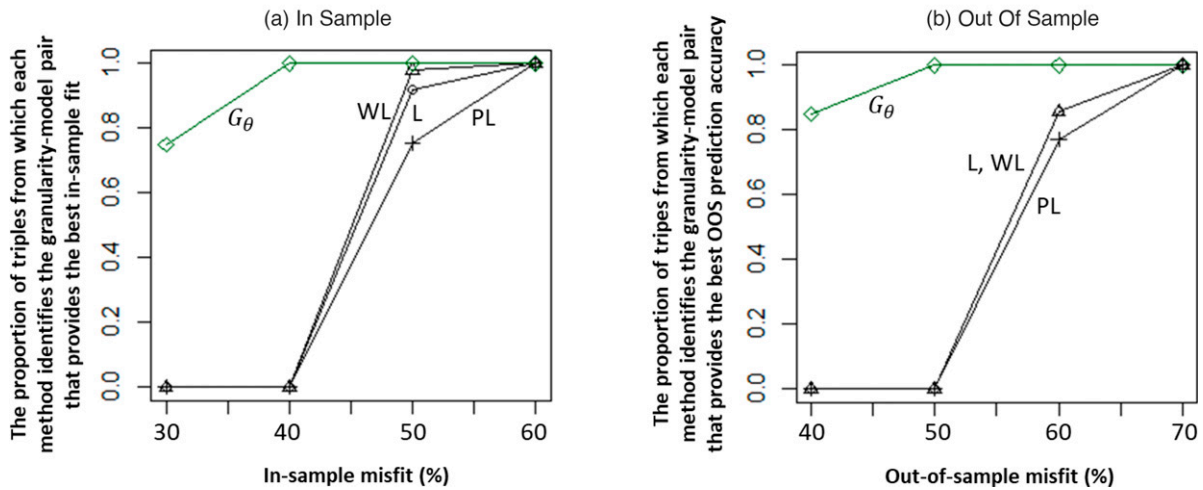 (a) In Sample
The proportion of triples from which each
method identifies the granularity-model pair
that provides the best in-sample fit
1.0
0.8
0.6
0.4
0.2
0.0
Gθ
WL
L
PL
30
40
50
60
In-sample misfit (%)
(b) Out Of Sample
The proportion of tripes from which each
method identifies the granularity-model pair
that provides the best OOS prediction accuracy
1.0
0.8
0.6
0.4
0.2
0.0
Gθ
L, WL
PL
40
50
60
70
Out-of-sample misfit (%)